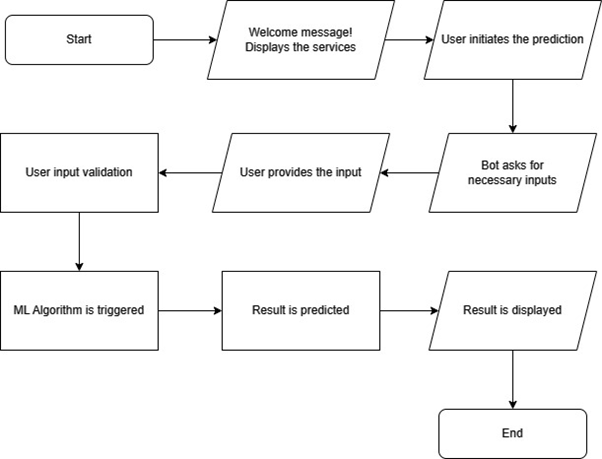 Start
Welcome message!
Displays the services
User initiates the prediction
Bot asks for
necessary inputs
User provides the input
User input validation
ML Algorithm is triggered
Result is predicted
Result is displayed
End